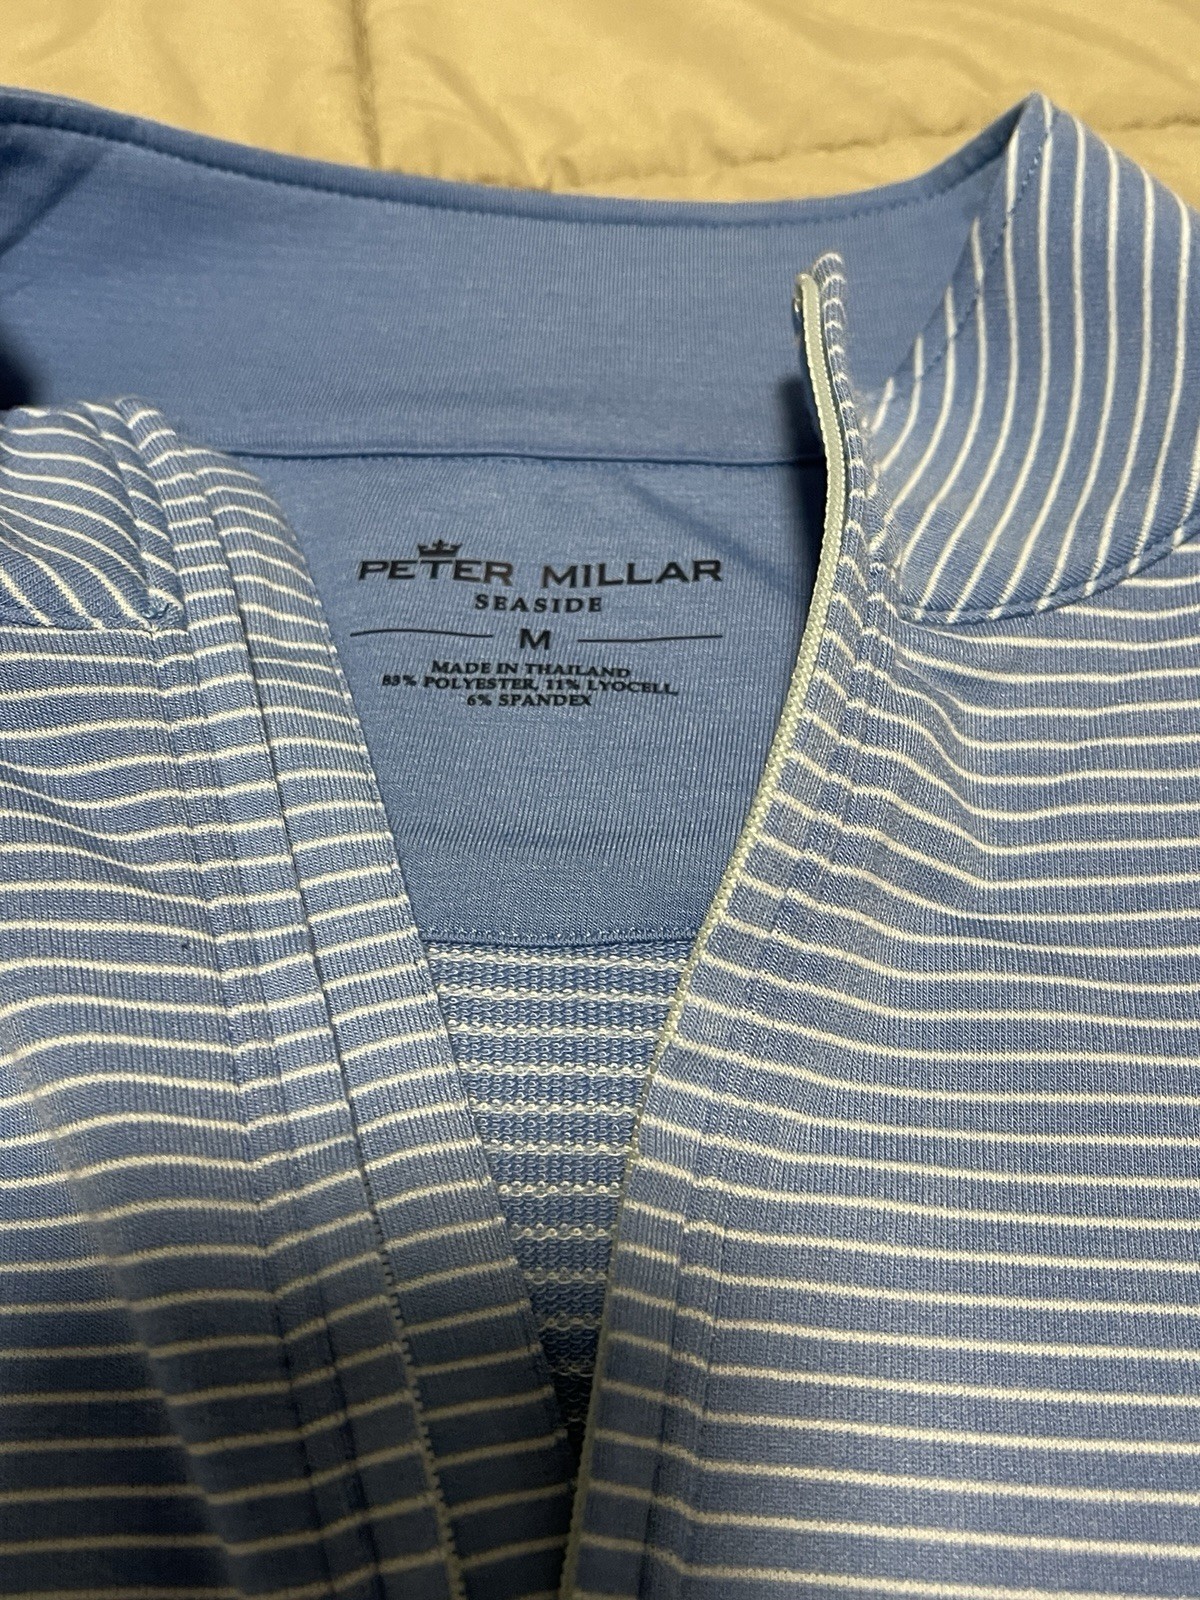 PETER MILLAR
SEASIDE
M
MADE IN THAILAND
83% POLYESTER, 11% LYOCELL,
6% SPANDEX